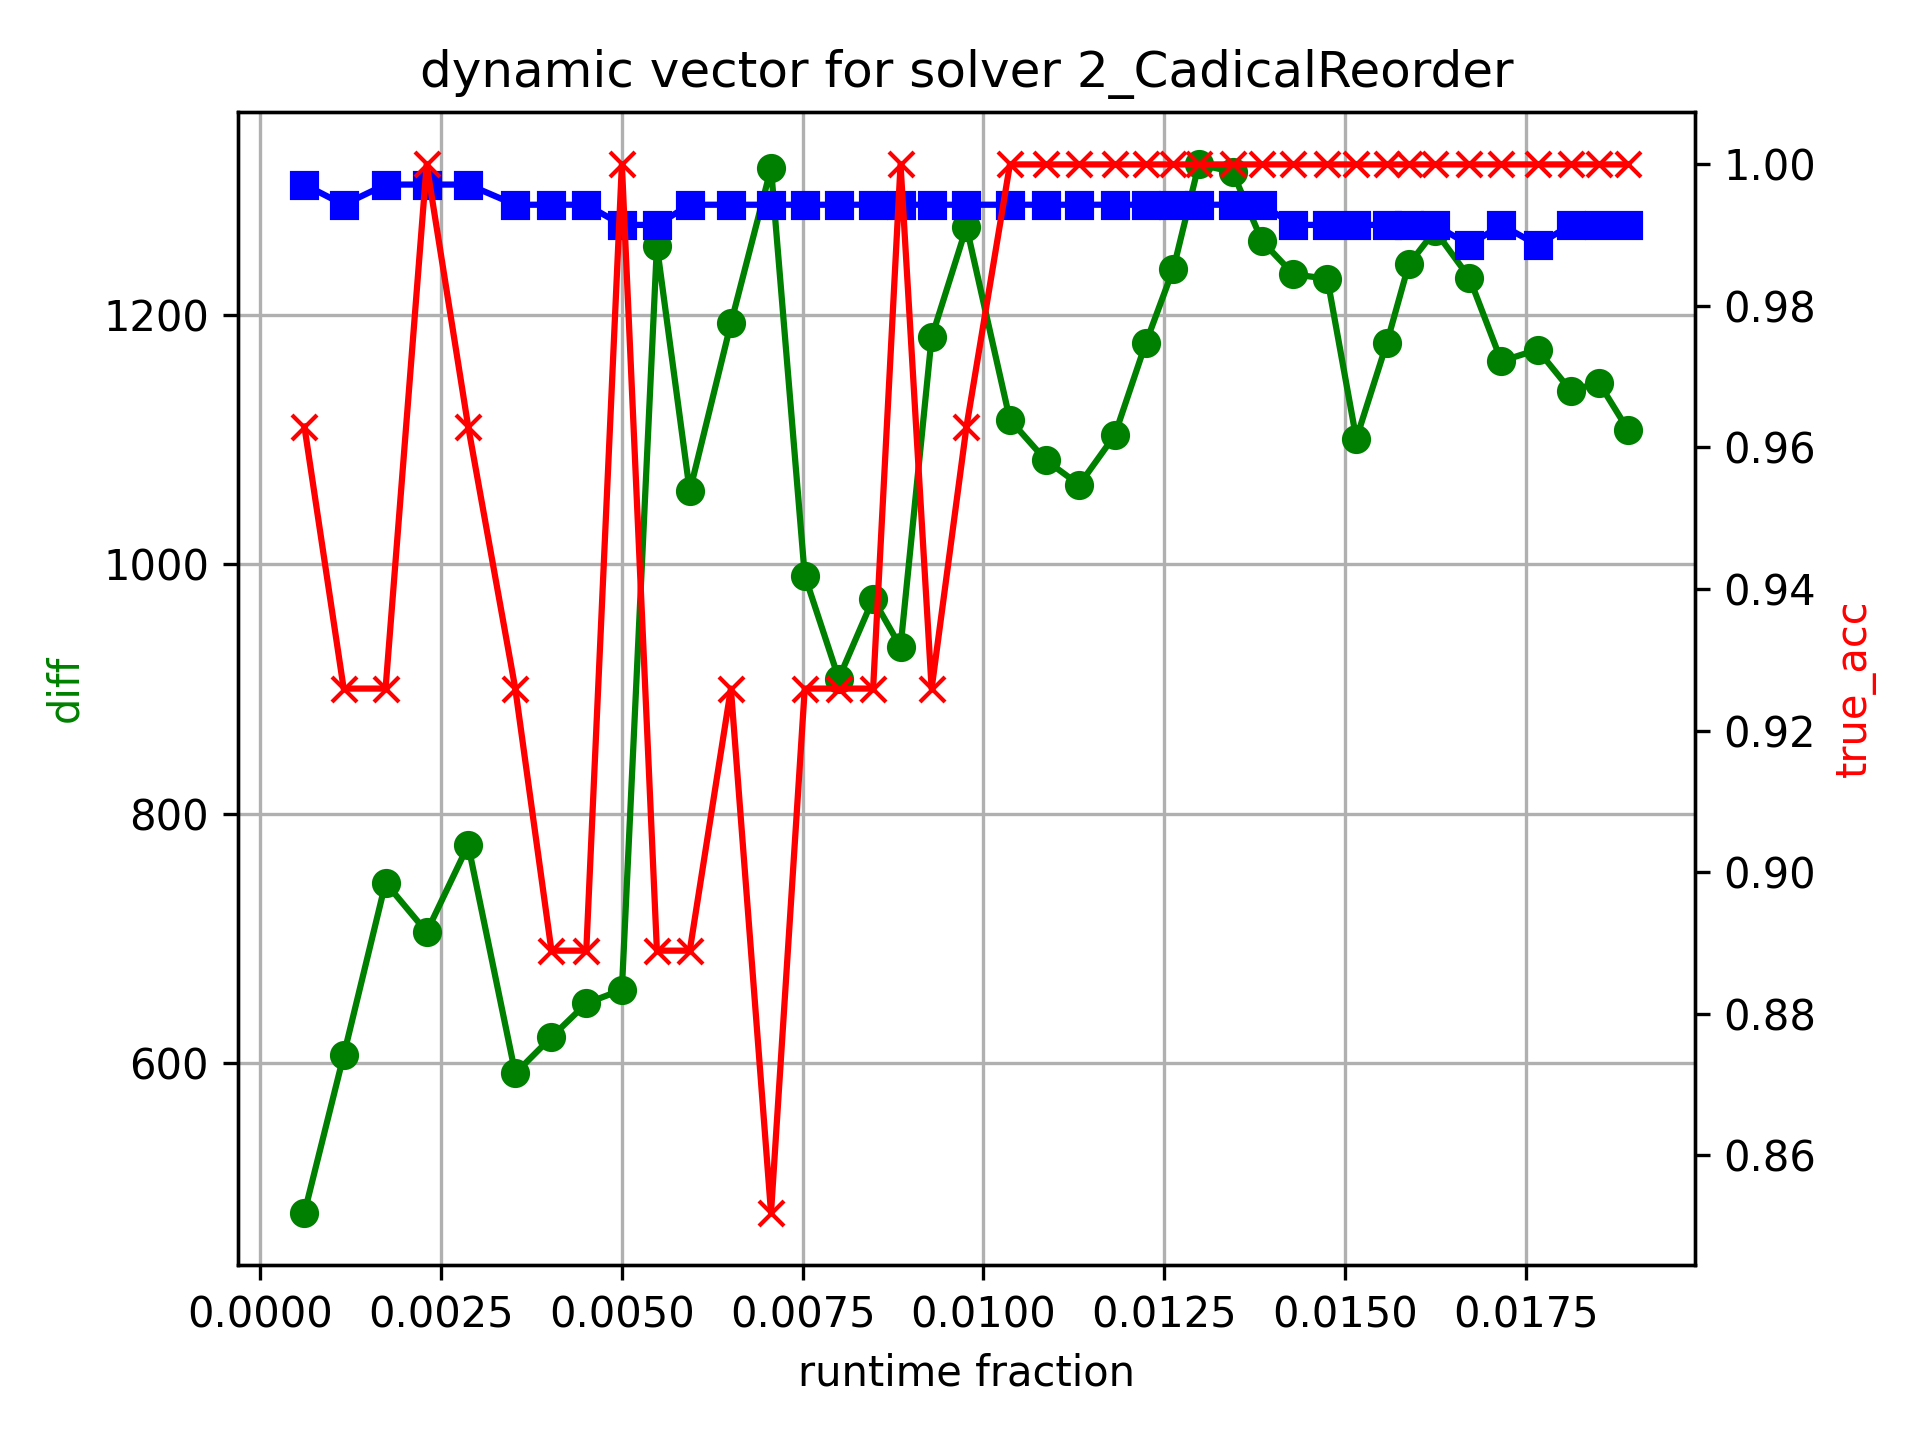 dynamic vector for solver 2_CadicalReorder
1200
1000
800
600
diff
1.00
0.98
0.96
0.94
0.92
0.90
0.88
0.86
true_acc
0.0000 0.0025 0.0050 0.0075 0.0100 0.0125 0.0150 0.0175
runtime fraction